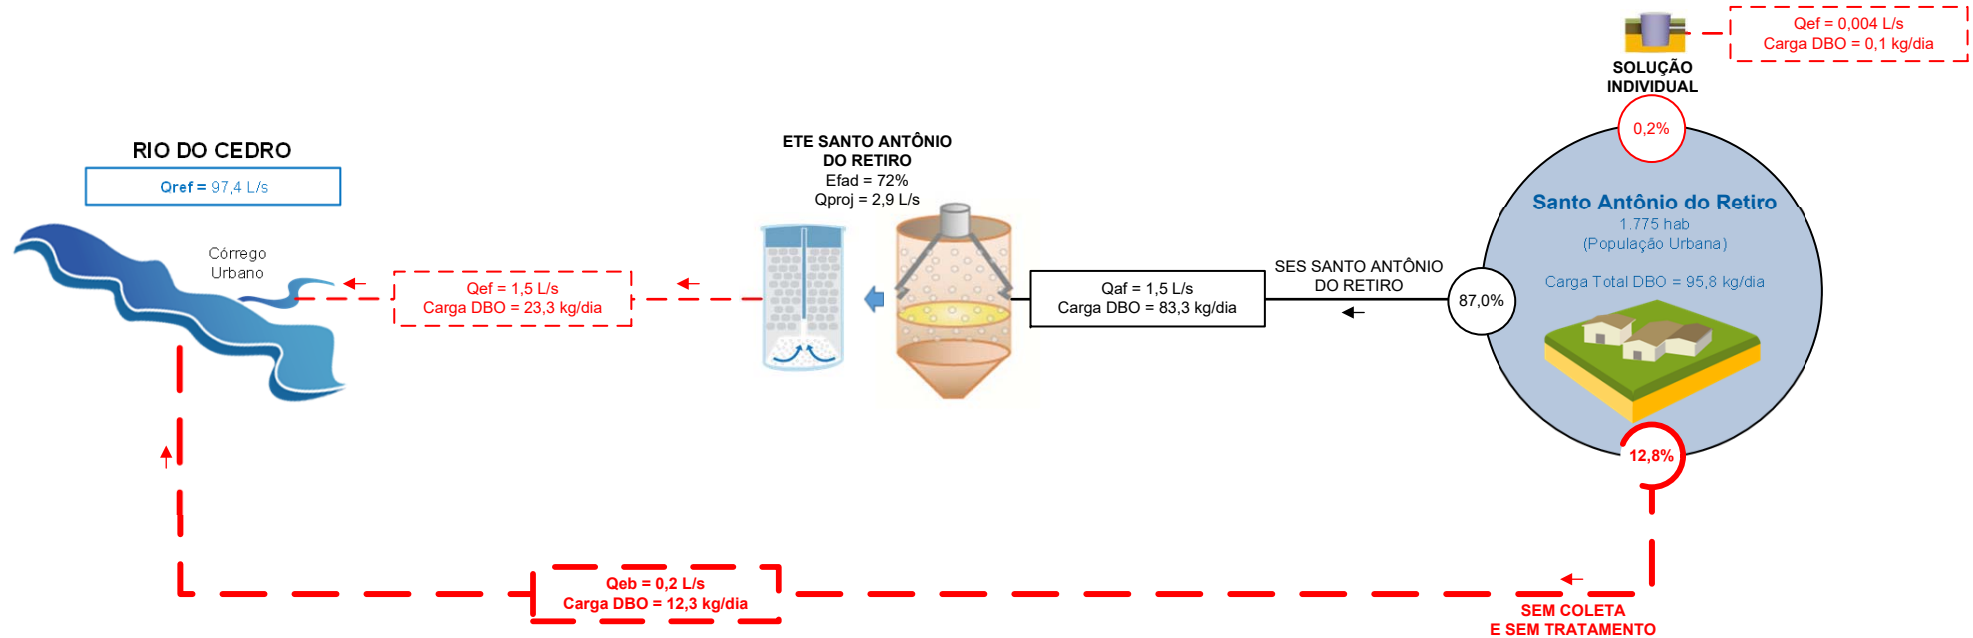 Qef = 0,004 L/s
Carga DBO = 0,1 kg/dia
SOLUÇÃO
INDIVIDUAL
0,2%
RIO DO CEDRO
Qref = 97,4 L/s
Córrego
Urbano
ETE SANTO ANTÔNIO
DO RETIRO
Efad = 72%
Qproj = 2,9 L/s
Qef = 1,5 L/s
Carga DBO = 23,3 kg/dia
Qaf = 1,5 L/s
Carga DBO = 83,3 kg/dia
SES SANTO ANTÔNIO
DO RETIRO
87,0%
Santo Antônio do Retiro
1.775 hab
(População Urbana)
Carga Total DBO = 95,8 kg/dia
12,8%
Qeb = 0,2 L/s
Carga DBO = 12,3 kg/dia
SEM COLETA
E SEM TRATAMENTO